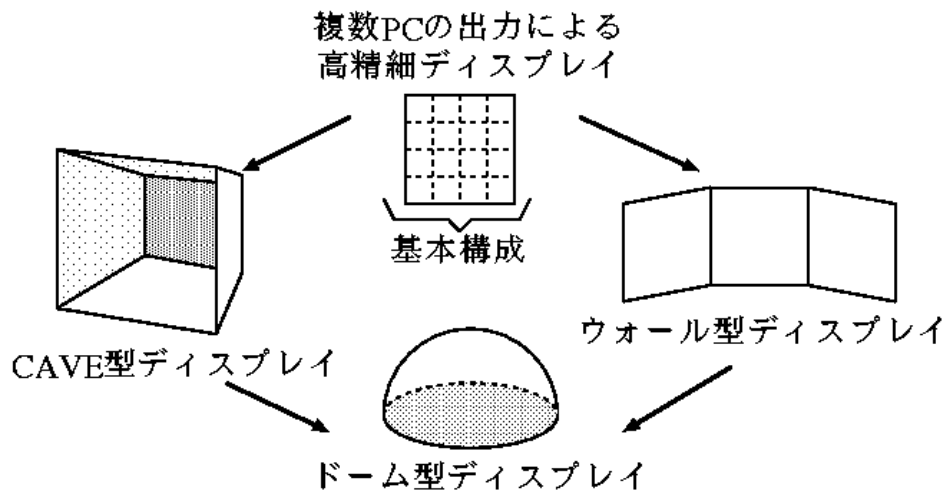 複数PCの出力による
高精細ディスプレイ
基本構成
CAVE型ディスプレイ
ウォール型ディスプレイ
ドーム型ディスプレイ